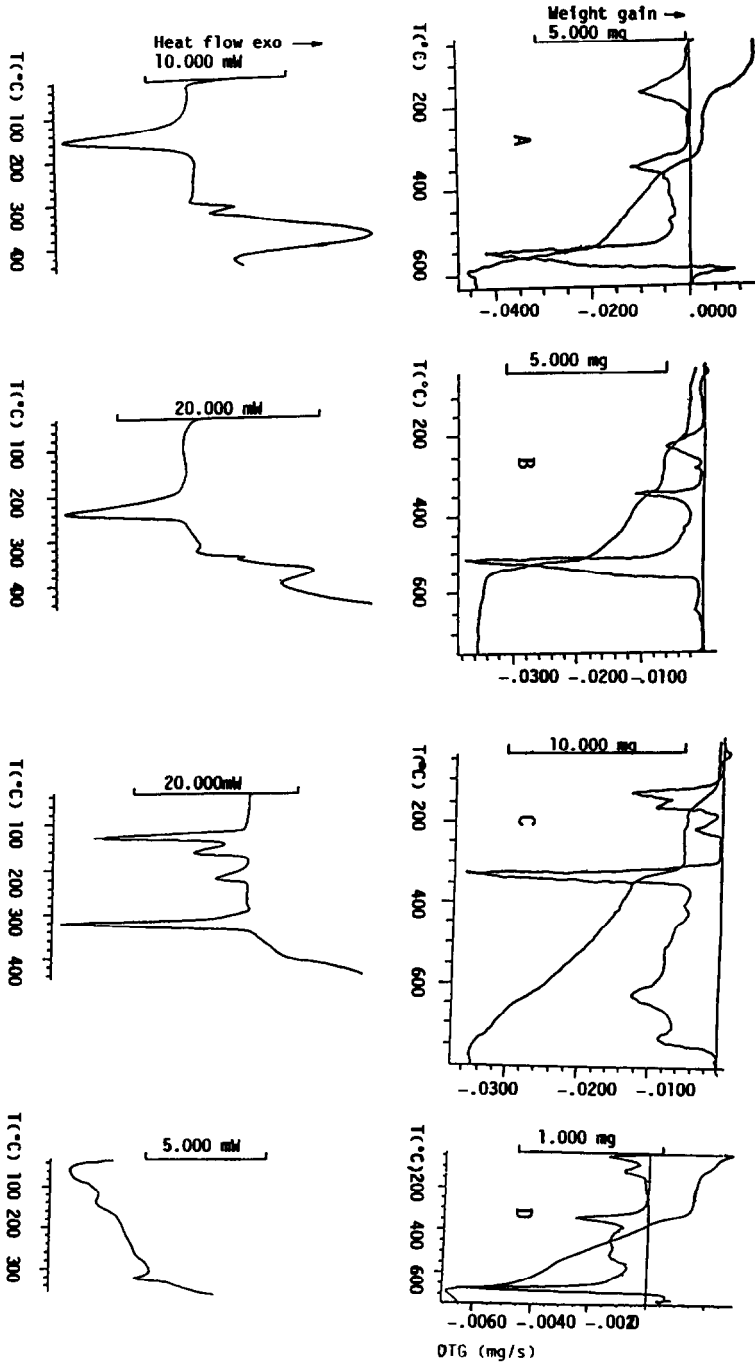 Weight gain →
5.000 mg
T(°C)
200
400
600
A
-.0400 -.0200 .0000
Heat flow exo →
10.000 mW
T(°C)
100
200
300
400
5.000 mg
T(°C)
200
400
600
B
-.0300 -.0200 -.0100
20.000 mW
T(°C)
100
200
300
400
10.000 mg
T(°C)
200
400
600
C
-.0300 -.0200 -.0100
20.000mW
T(°C)
100
200
300
400
1.000 mg
T(°C)
200
400
600
D
-.0060 -.0040 -.0020
DTG (mg/s)
5.000 mW
T(°C)
100
200
300